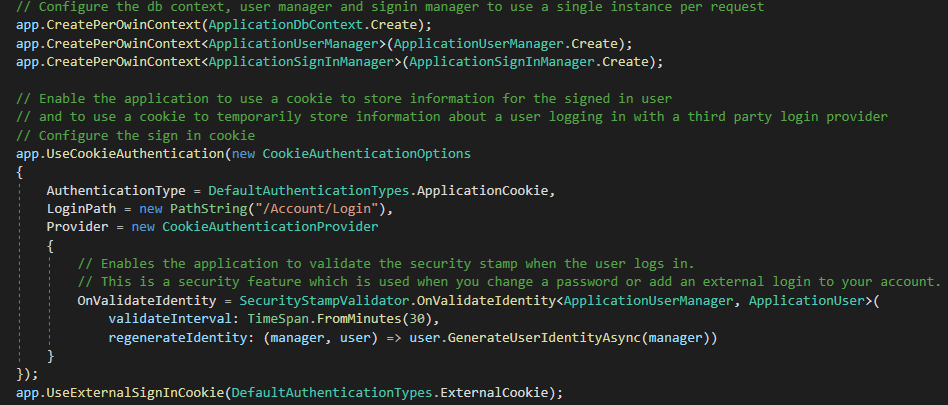 // Configure the db context, user manager and signin manager to use a single instance per request
app.CreatePerOwinContext(ApplicationDbContext.Create);
app.CreatePerOwinContext<ApplicationUserManager>(ApplicationUserManager.Create);
app.CreatePerOwinContext<ApplicationSignInManager>(ApplicationSignInManager.Create);

// Enable the application to use a cookie to store information for the signed in user
// and to use a cookie to temporarily store information about a user logging in with a third party login provider
// Configure the sign in cookie
app.UseCookieAuthentication(new CookieAuthenticationOptions
{
    AuthenticationType = DefaultAuthenticationTypes.ApplicationCookie,
    LoginPath = new PathString("/Account/Login"),
    Provider = new CookieAuthenticationProvider
    {
        // Enables the application to validate the security stamp when the user logs in.
        // This is a security feature which is used when you change a password or add an external login to your account.
        OnValidateIdentity = SecurityStampValidator.OnValidateIdentity<ApplicationUserManager, ApplicationUser>(
            validateInterval: TimeSpan.FromMinutes(30),
            regenerateIdentity: (manager, user) => user.GenerateUserIdentityAsync(manager))
    }
});
app.UseExternalSignInCookie(DefaultAuthenticationTypes.ExternalCookie);